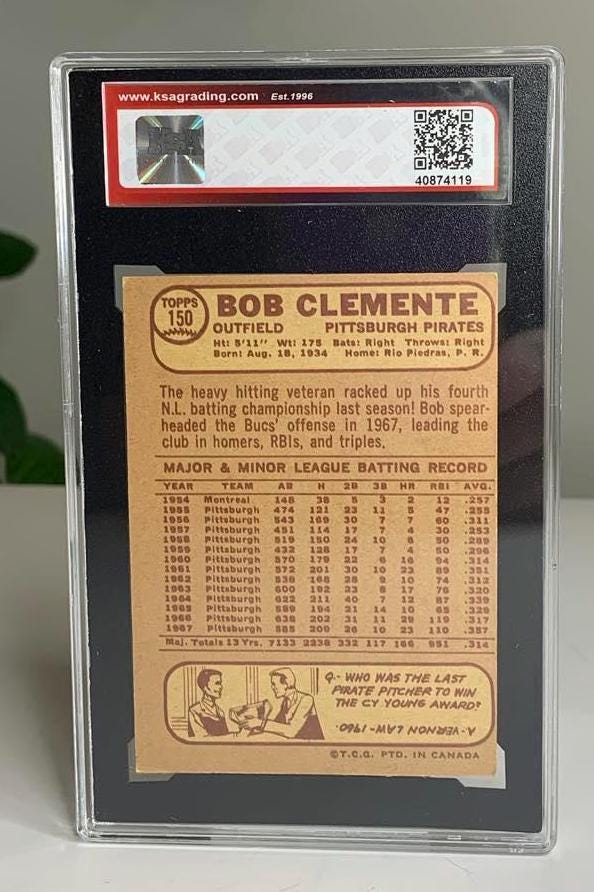 www.ksagrading.com Est.1996
KSA
40874119
TOPPS
150
BOB CLEMENTE
OUTFIELD PITTSBURGH PIRATES
Ht: 5'11" Wt: 175 Bats: Right Throws: Right
Born: Aug. 18, 1934 Home: Rio Piedras, P. R.
The heavy hitting veteran racked up his fourth
N.L. batting championship last season! Bob spear-
headed the Bucs' offense in 1967, leading the
club in homers, RBIs, and triples.
MAJOR & MINOR LEAGUE BATTING RECORD
YEAR TEAM AB H 2B 3B HR RBI AVG.
1954 Montreal 148 38 5 3 2 12 .257
1955 Pittsburgh 474 121 23 11 5 47 .255
1956 Pittsburgh 543 169 30 7 7 60 .311
1957 Pittsburgh 451 114 17 7 4 30 .253
1958 Pittsburgh 519 150 24 10 6 50 .289
1959 Pittsburgh 432 128 17 7 4 50 .296
1960 Pittsburgh 570 179 22 6 16 94 .314
1961 Pittsburgh 572 201 30 10 23 89 .351
1962 Pittsburgh 538 168 28 9 10 74 .312
1963 Pittsburgh 600 192 23 8 17 76 .320
1964 Pittsburgh 622 211 40 7 12 87 .339
1965 Pittsburgh 589 194 21 14 10 65 .329
1966 Pittsburgh 638 202 31 11 29 119 .317
1967 Pittsburgh 585 209 26 10 23 110 .357
Maj. Totals 13 Yrs. 7133 2238 332 117 166 951 .314
Q- WHO WAS THE LAST
PIRATE PITCHER TO WIN
THE CY YOUNG AWARD?
A- VERNON LAW - 1960.
©T.C.G. PTD. IN CANADA